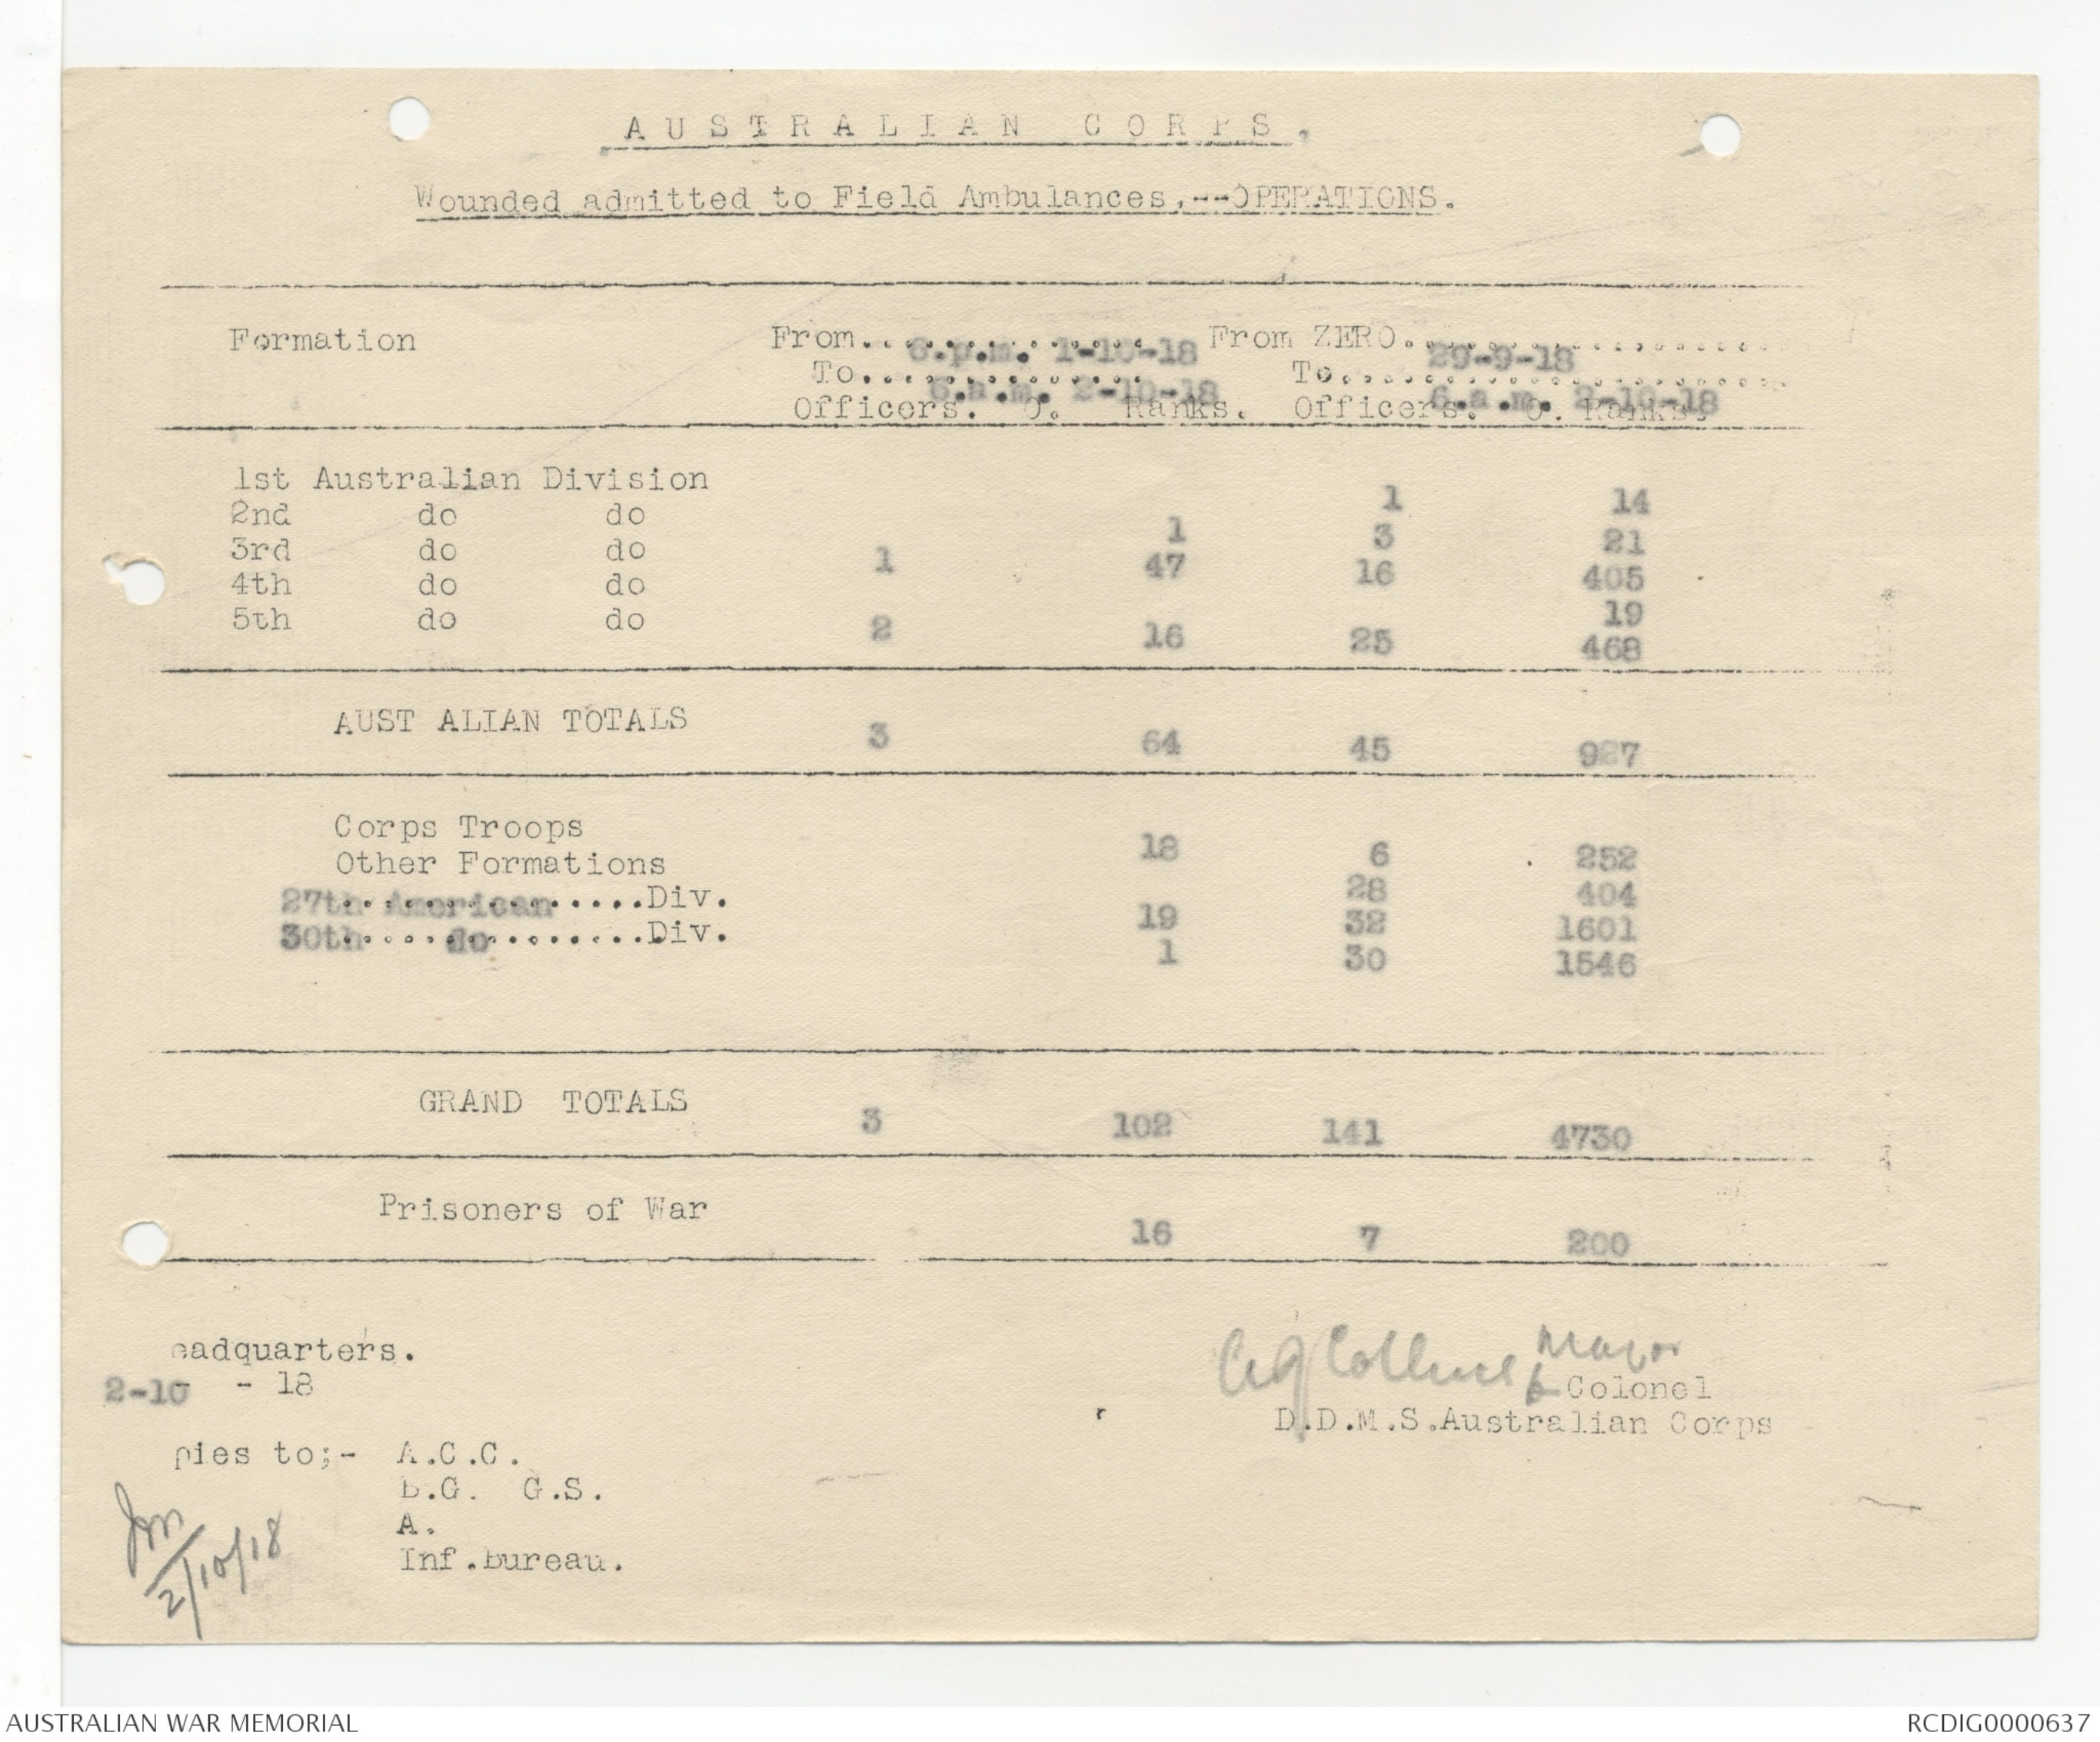 AUSTRALIAN CORPS.
Wounded admitted to Field Ambulances,--OPERATIONS.
Formation From 6.p.m. 1-10-18 From ZERO 29-9-18
To 6.a.m. 2-10-18 To 6.a.m. 2-10-18
Officers. O. Ranks. Officers. O. Ranks.
1st Australian Division 1 14
2nd do do 1 3 21
3rd do do 1 47 16 405
4th do do 19
5th do do 2 16 25 468
AUST ALIAN TOTALS 3 64 45 927
Corps Troops 18 6 252
Other Formations 28 404
27th American Div. 19 32 1601
30th do Div. 1 30 1546
GRAND TOTALS 3 102 141 4730
Prisoners of War 16 7 200
eadquarters.
2-10 - 18
Collins Major
Colonel
D.D.M.S.Australian Corps
pies to;- A.C.C.
B.G. G.S.
A.
Inf.Bureau.
2/10/18
AUSTRALIAN WAR MEMORIAL
RCDIG0000637